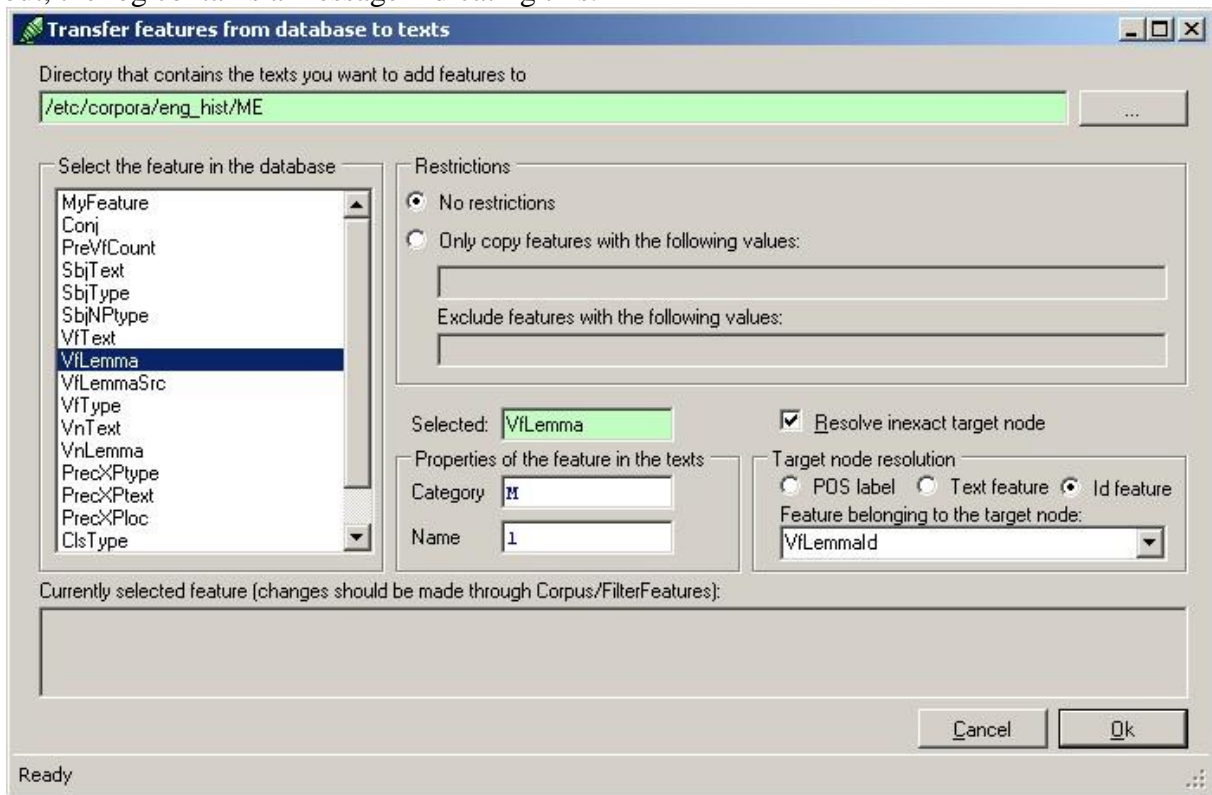 Transfer features from database to texts
Directory that contains the texts you want to add features to
/etc/corpora/eng_hist/ME
...
Select the feature in the database
MyFeature
Conj
PreVfCount
SbjText
SbjType
SbjNPtype
VfText
VfLemma
VfLemmaSrc
VfType
VnText
VnLemma
PrecXPtype
PrecXPtext
PrecXPloc
ClsType
Restrictions
No restrictions
Only copy features with the following values:
Exclude features with the following values:
Selected: VfLemma
Resolve inexact target node
Properties of the feature in the texts
Category M
Name l
Target node resolution
POS label Text feature Id feature
Feature belonging to the target node:
VfLemmaId
Currently selected feature (changes should be made through Corpus/FilterFeatures):
Cancel Ok
Ready